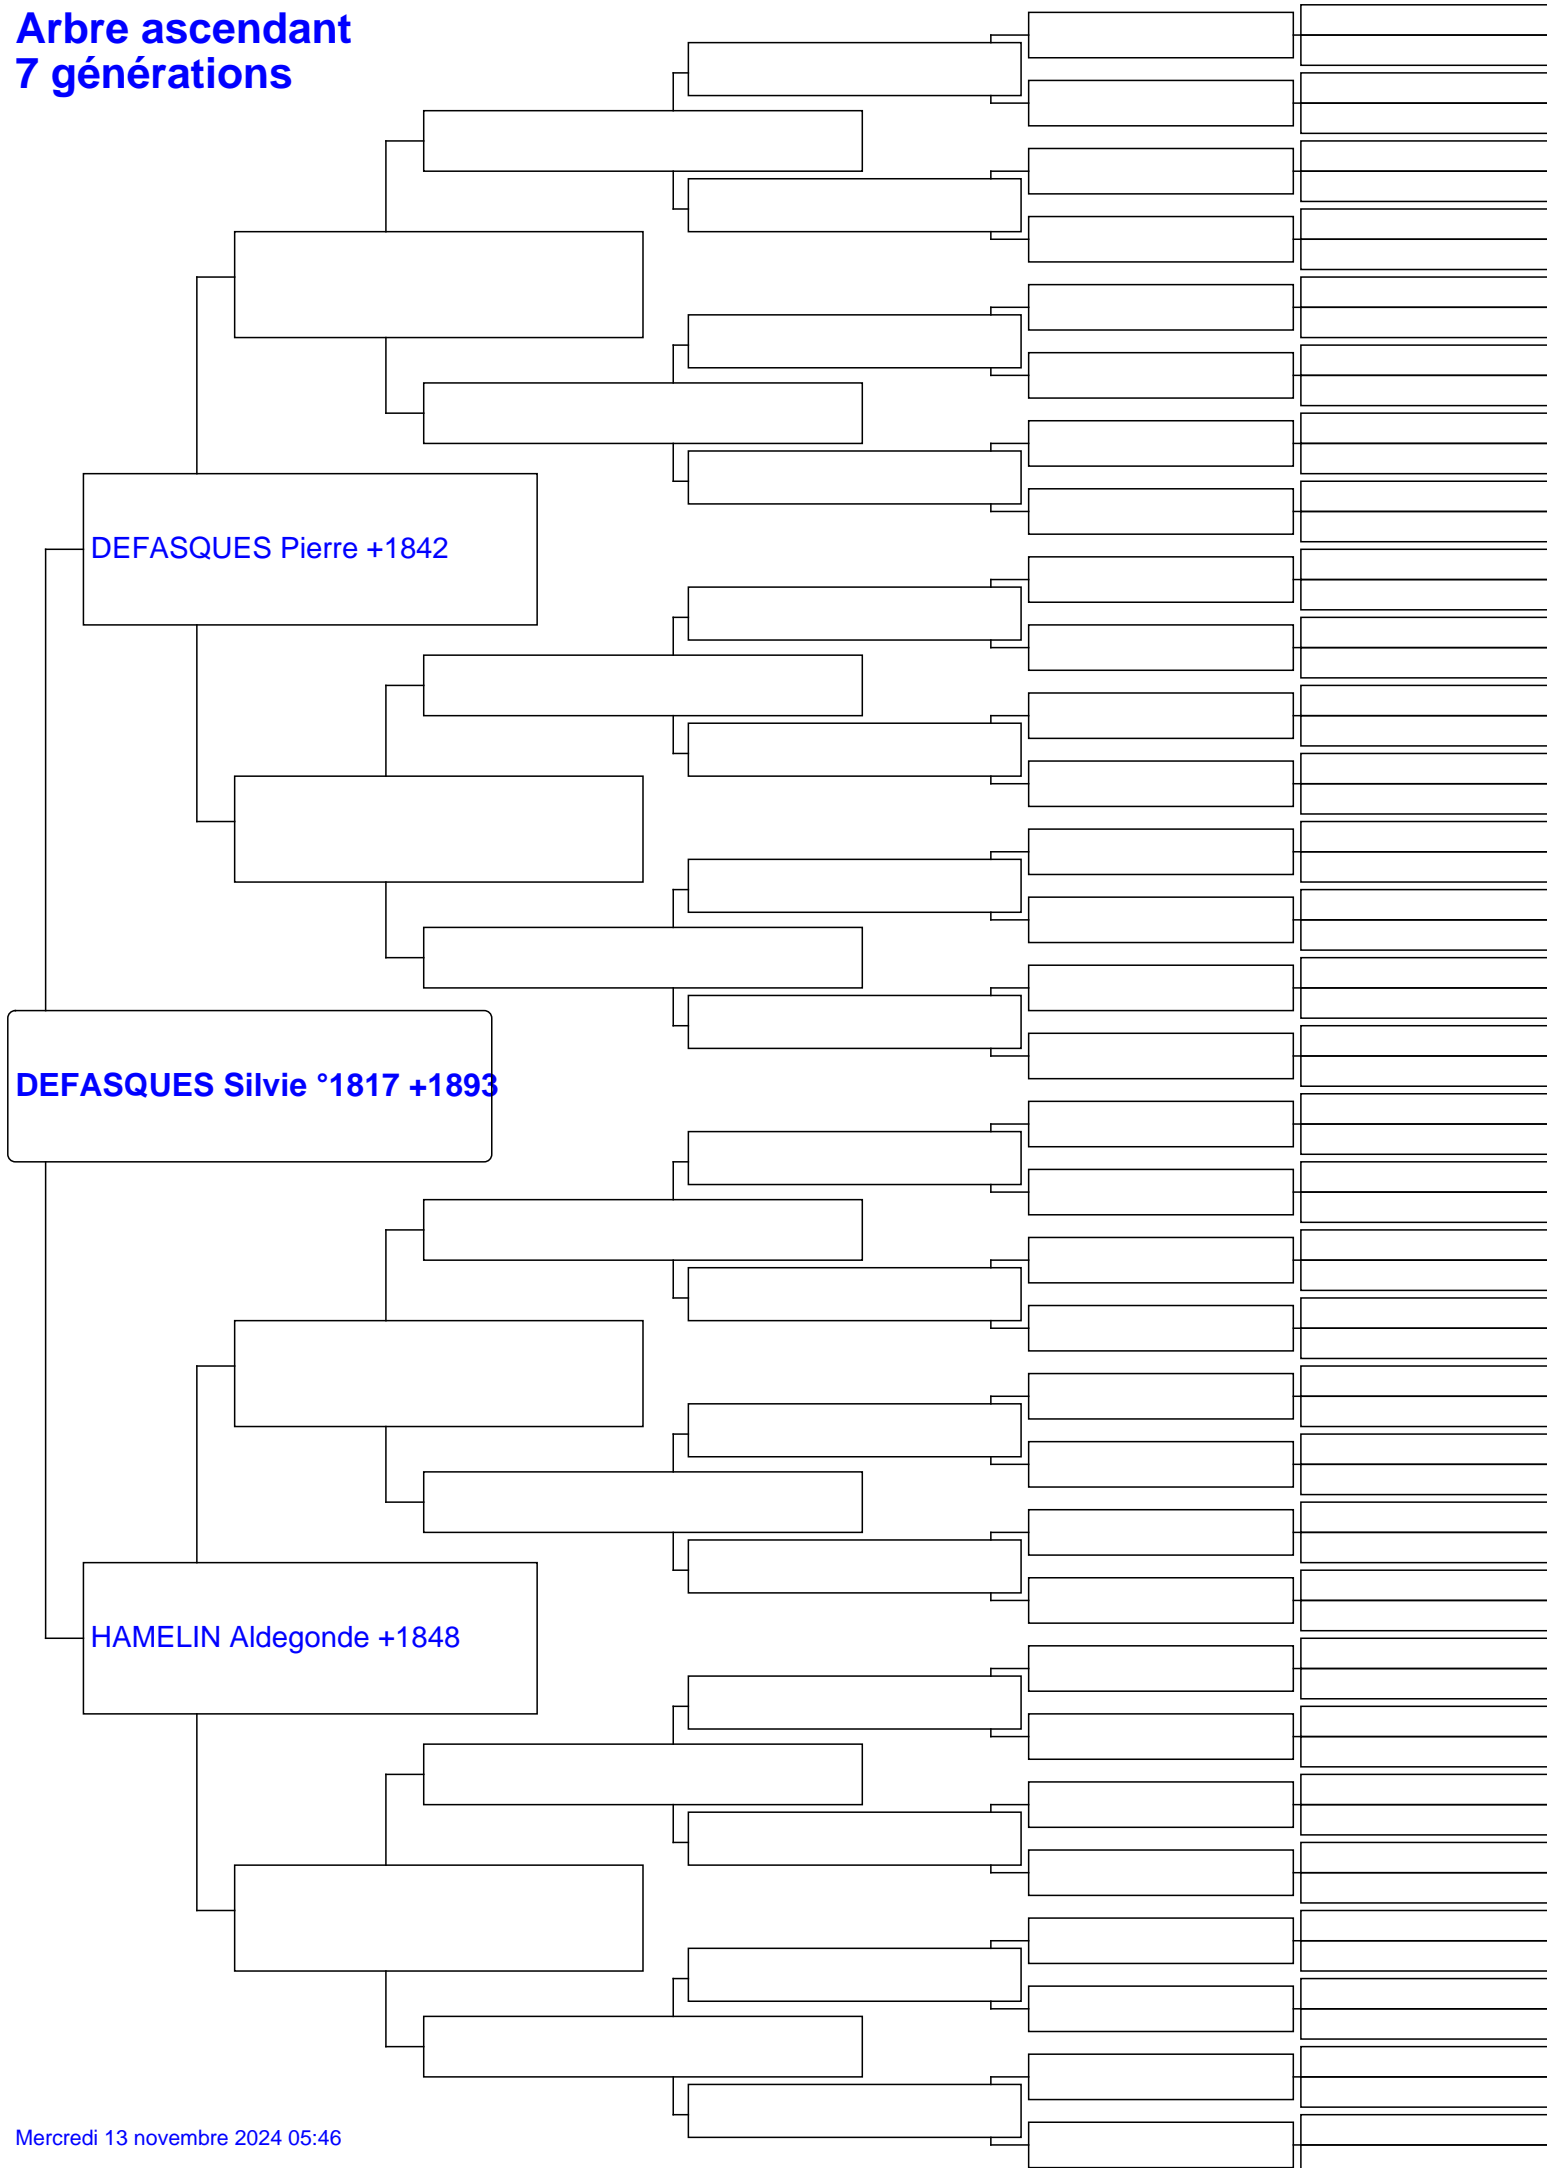 Arbre ascendant
7 générations
DEFASQUES Pierre +1842
DEFASQUES Silvie °1817 +1893
HAMELIN Aldegonde +1848
Mercredi 13 novembre 2024 05:46